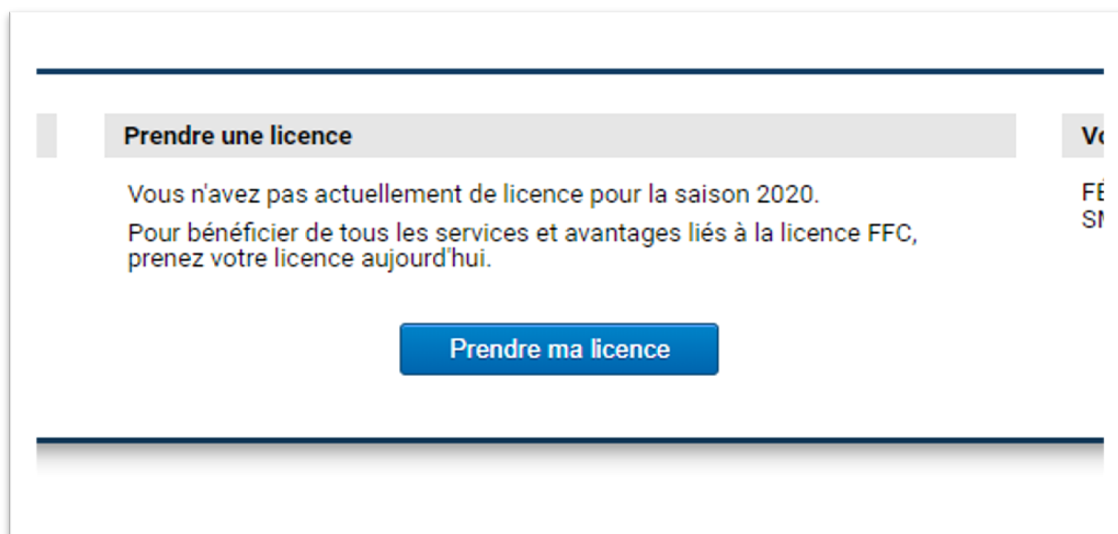 Prendre une licence
Vous n'avez pas actuellement de licence pour la saison 2020.
Pour bénéficier de tous les services et avantages liés à la licence FFC,
prenez votre licence aujourd'hui.
Prendre ma licence